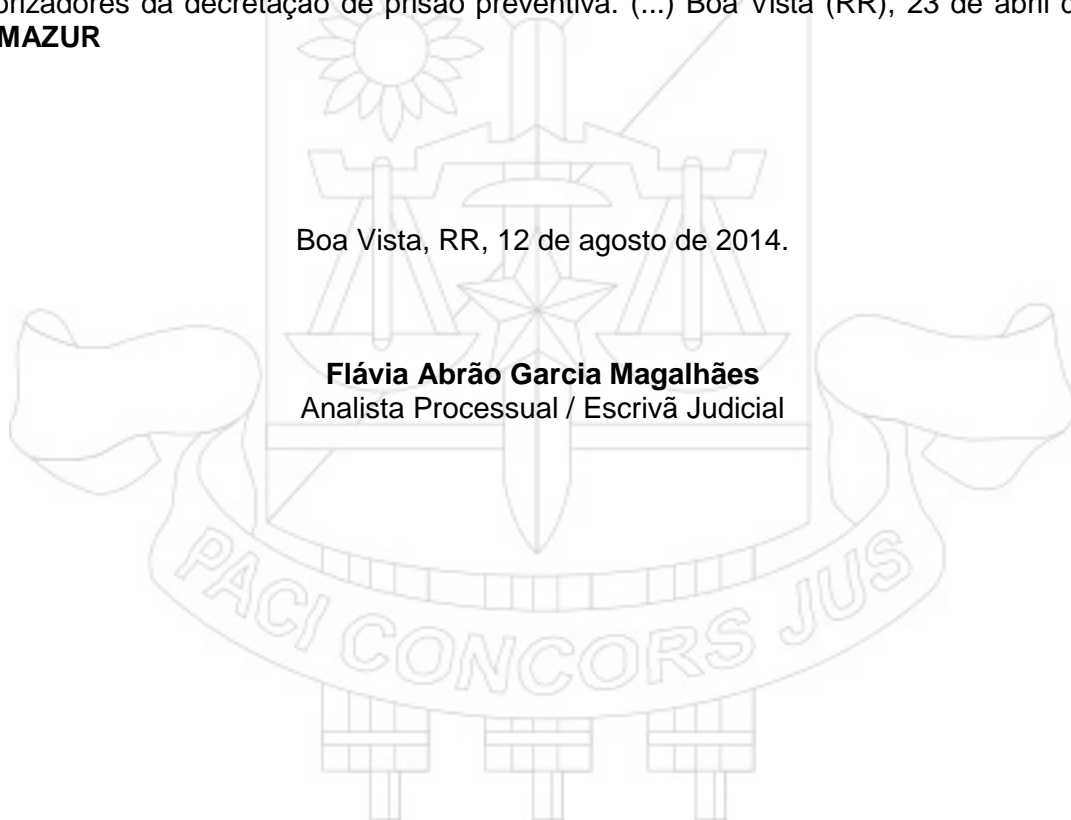 da decretação de prisão preventiva. (...) Boa Vista (RR), 23 de abril
MAZUR
Boa Vista, RR, 12 de agosto de 2014.
Flávia Abrão Garcia Magalhães
Analista Processual / Escrivã Judicial
PACI CONCORS JUS